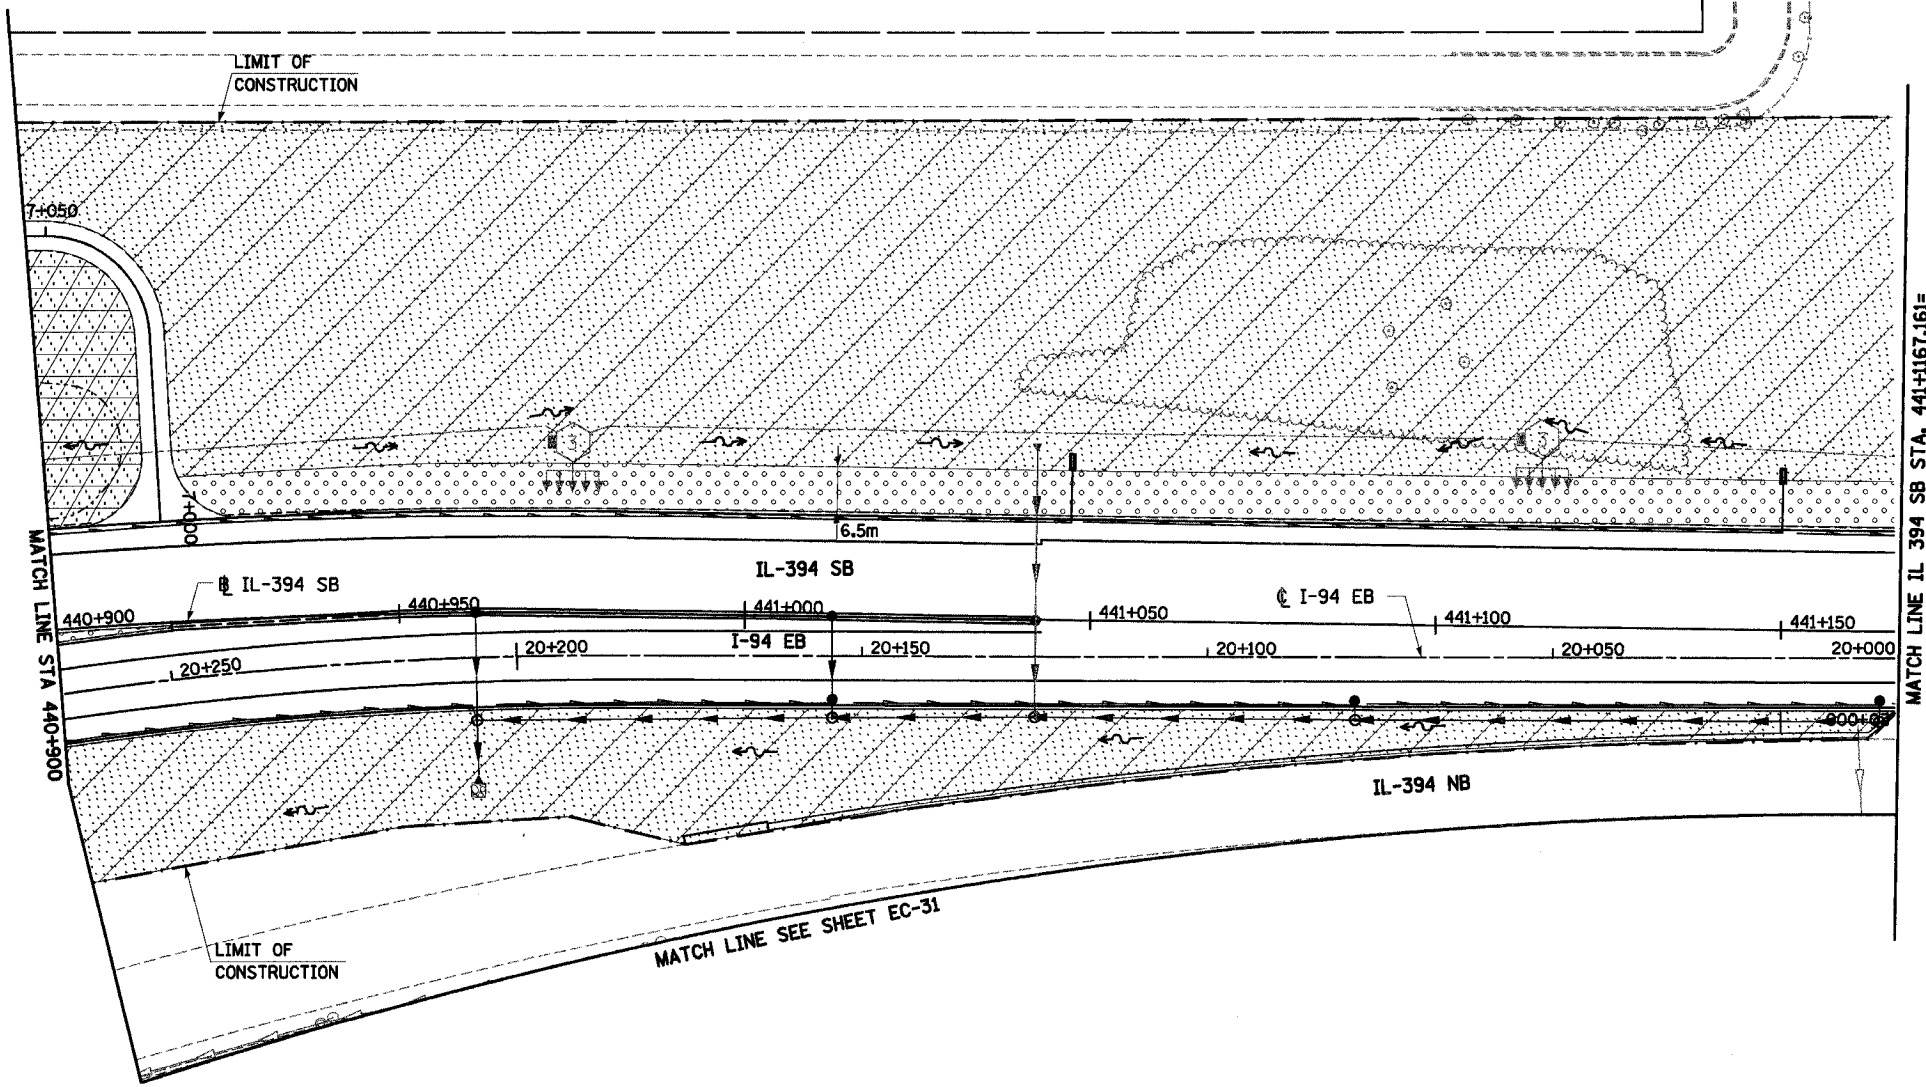 LIMIT OF
CONSTRUCTION
7+050
3
3
7+000
6.5m
IL-394 SB
℄ I-94 EB
IL-394 SB
440+900
440+950
441+000
441+050
441+100
441+150
I-94 EB
20+250
20+200
20+150
20+100
20+050
20+000
IL-394 NB
MATCH LINE SEE SHEET EC-31
LIMIT OF
CONSTRUCTION
MATCH LINE STA 440+900
MATCH LINE IL 394 SB STA. 441+167.161=